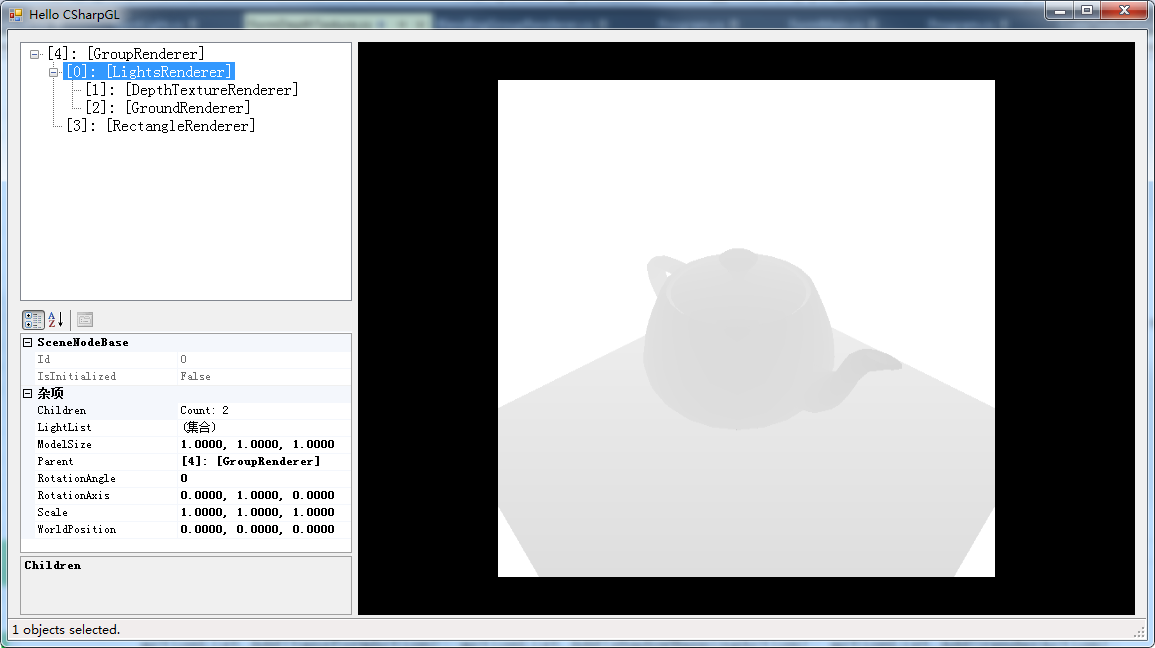 Hello CSharpGL
[4]: [GroupRenderer]
[0]: [LightsRenderer]
[1]: [DepthTextureRenderer]
[2]: [GroundRenderer]
[3]: [RectangleRenderer]
SceneNodeBase
Id 0
IsInitialized False
杂项
Children Count: 2
LightList (集合)
ModelSize 1.0000, 1.0000, 1.0000
Parent [4]: [GroupRenderer]
RotationAngle 0
RotationAxis 0.0000, 1.0000, 0.0000
Scale 1.0000, 1.0000, 1.0000
WorldPosition 0.0000, 0.0000, 0.0000
Children
1 objects selected.